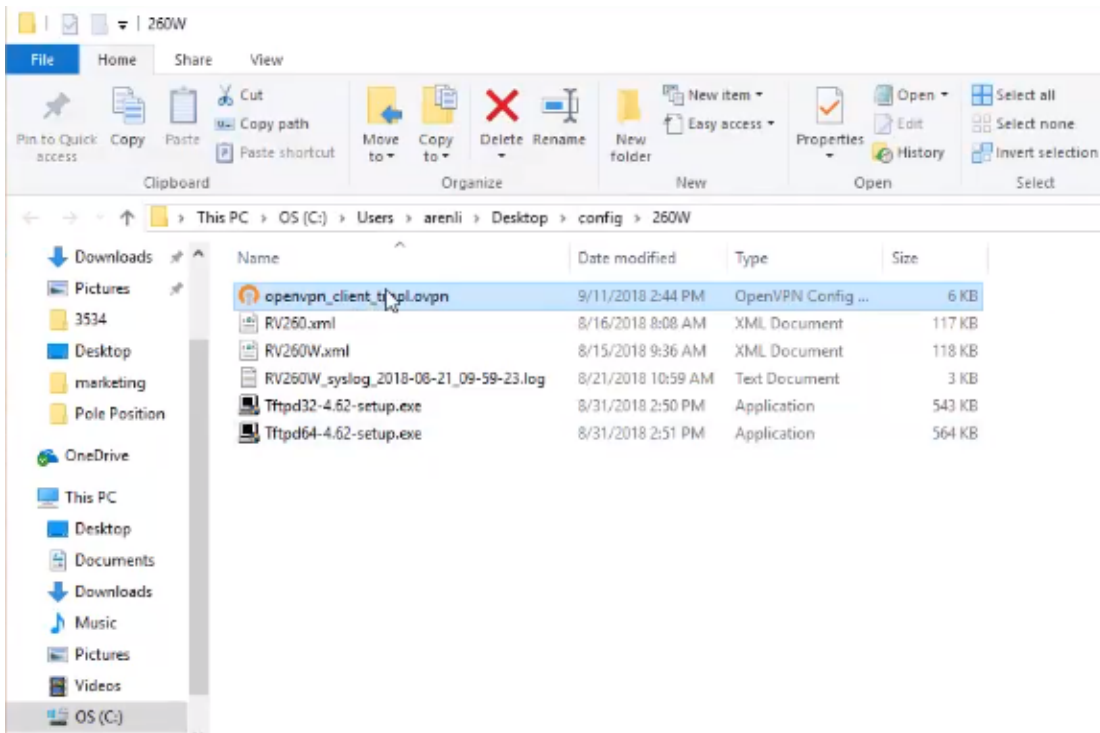 260W
File Home Share View
Pin to Quick access
Copy
Paste
Cut
Copy path
Paste shortcut
Clipboard
Move to
Copy to
Delete
Rename
Organize
New folder
New item
Easy access
New
Properties
Open
Edit
History
Open
Select all
Select none
Invert selection
Select
This PC > OS (C:) > Users > arenli > Desktop > config > 260W
Downloads
Pictures
3534
Desktop
marketing
Pole Position
OneDrive
This PC
Desktop
Documents
Downloads
Music
Pictures
Videos
OS (C:)
Name Date modified Type Size
openvpn_client_tmpl.ovpn 9/11/2018 2:44 PM OpenVPN Config ... 6 KB
RV260.xml 8/16/2018 8:08 AM XML Document 117 KB
RV260W.xml 8/15/2018 9:36 AM XML Document 118 KB
RV260W_syslog_2018-08-21_09-59-23.log 8/21/2018 10:59 AM Text Document 3 KB
Tftpd32-4.62-setup.exe 8/31/2018 2:50 PM Application 543 KB
Tftpd64-4.62-setup.exe 8/31/2018 2:51 PM Application 564 KB